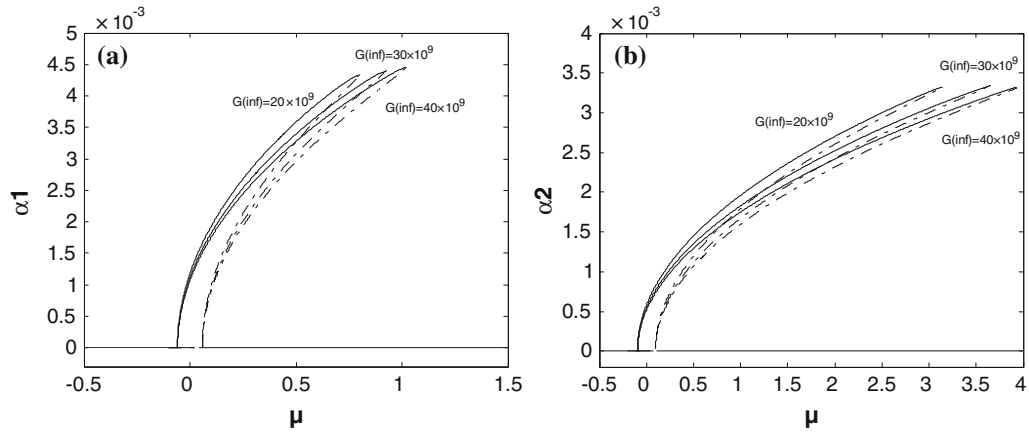 × 10⁻³
(a)
G(inf)=30×10⁹
G(inf)=20×10⁹
G(inf)=40×10⁹
5
4.5
4
3.5
3
2.5
2
1.5
1
0.5
0
α1
-0.5 0 0.5 1 1.5
μ
× 10⁻³
(b)
G(inf)=30×10⁹
G(inf)=20×10⁹
G(inf)=40×10⁹
4
3.5
3
2.5
2
1.5
1
0.5
0
α2
-0.5 0 0.5 1 1.5 2 2.5 3 3.5 4
μ